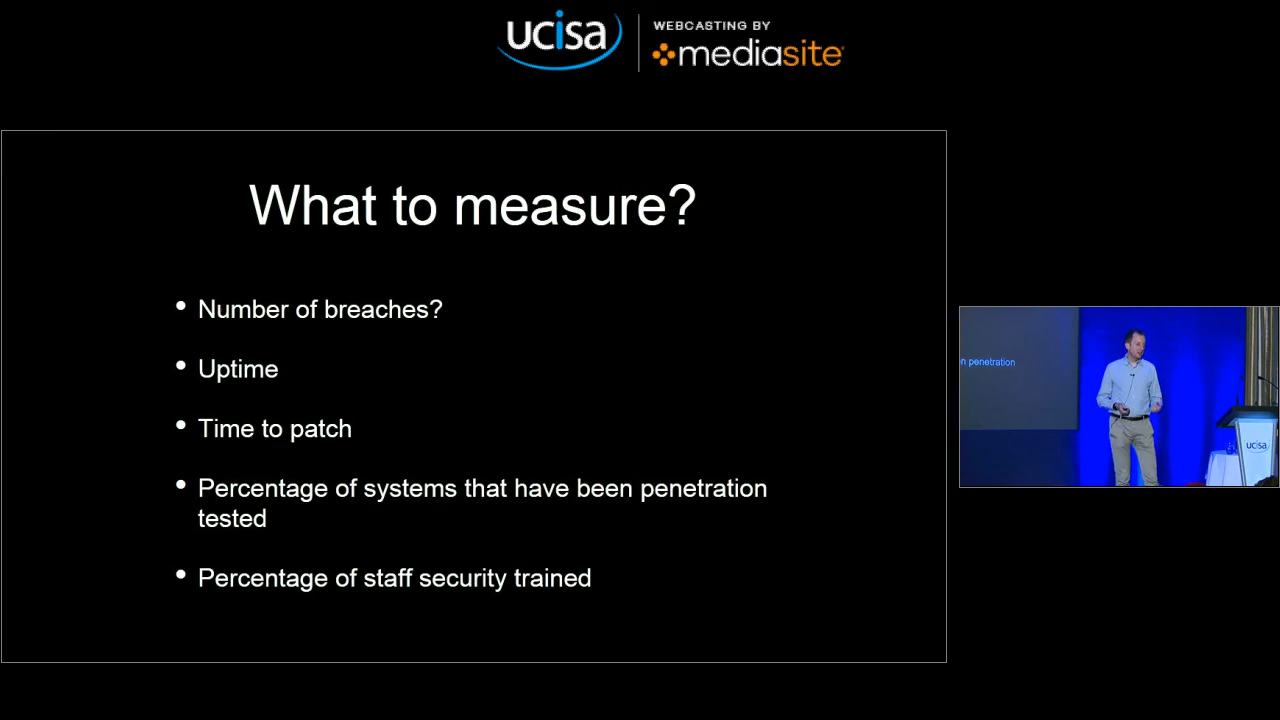 ucisa
WEBCASTING BY
mediasite
What to measure?
• Number of breaches?
• Uptime
• Time to patch
• Percentage of systems that have been penetration
tested
• Percentage of staff security trained
n penetration
ucisa